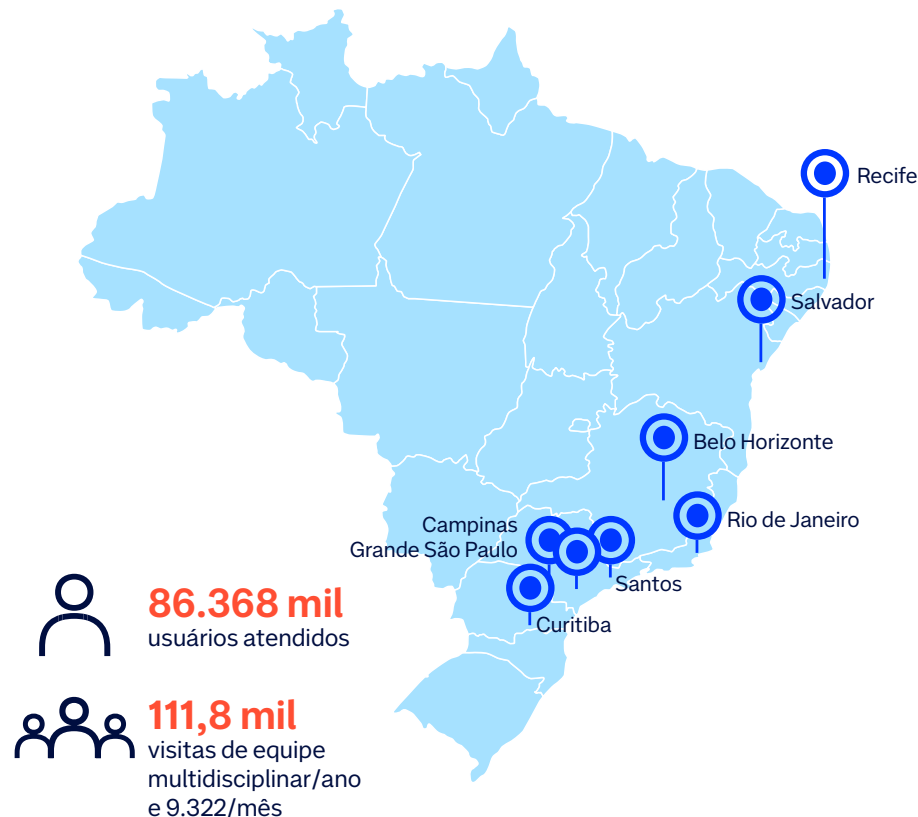 Recife
Salvador
Belo Horizonte
Rio de Janeiro
Campinas
Grande São Paulo
Santos
Curitiba
86.368 mil
usuários atendidos
111,8 mil
visitas de equipe
multidisciplinar/ano
e 9.322/mês